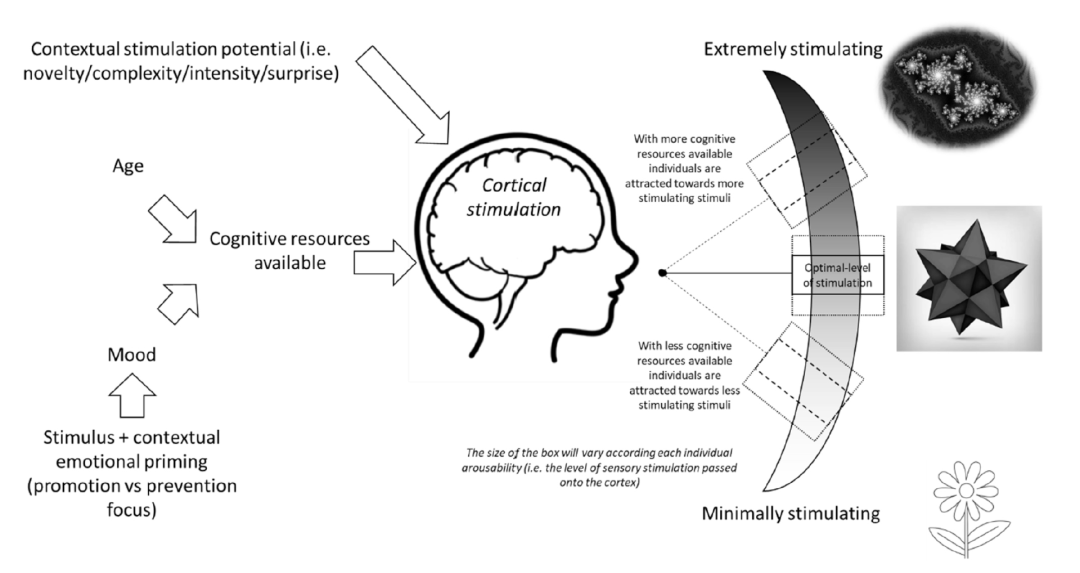 Contextual stimulation potential (i.e.
novelty/complexity/intensity/surprise)
Age
Cognitive resources
available
Mood
Stimulus + contextual
emotional priming
(promotion vs prevention
focus)
Cortical
stimulation
Extremely stimulating
With more cognitive
resources available
individuals are
attracted towards more
stimulating stimuli
Optimal-level
of stimulation
With less cognitive
resources available
individuals are
attracted towards less
stimulating stimuli
The size of the box will vary according each individual
arousability (i.e. the level of sensory stimulation passed
onto the cortex)
Minimally stimulating